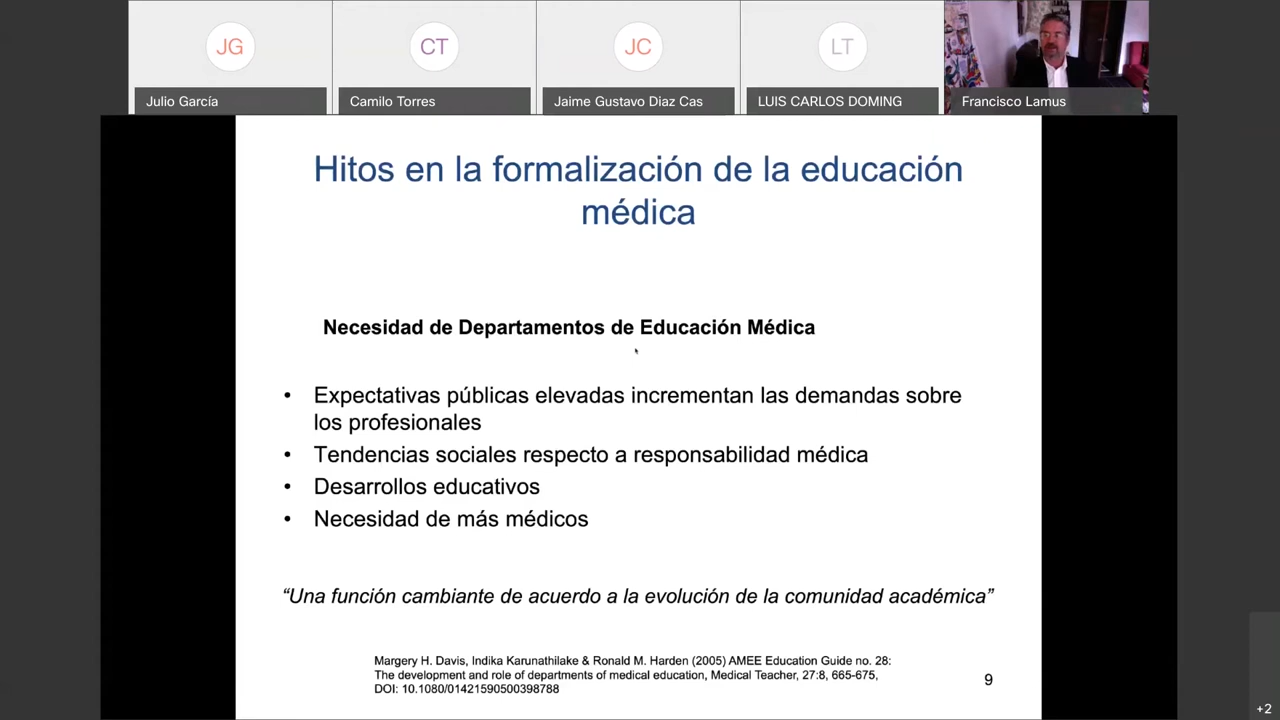 JG
CT
JC
LT
Julio García
Camilo Torres
Jaime Gustavo Diaz Cas
LUIS CARLOS DOMING
Francisco Lamus
Hitos en la formalización de la educación
médica
Necesidad de Departamentos de Educación Médica
• Expectativas públicas elevadas incrementan las demandas sobre
los profesionales
• Tendencias sociales respecto a responsabilidad médica
• Desarrollos educativos
• Necesidad de más médicos
“Una función cambiante de acuerdo a la evolución de la comunidad académica”
Margery H. Davis, Indika Karunathilake & Ronald M. Harden (2005) AMEE Education Guide no. 28:
The development and role of departments of medical education, Medical Teacher, 27:8, 665-675,
DOI: 10.1080/01421590500398788
9
+2